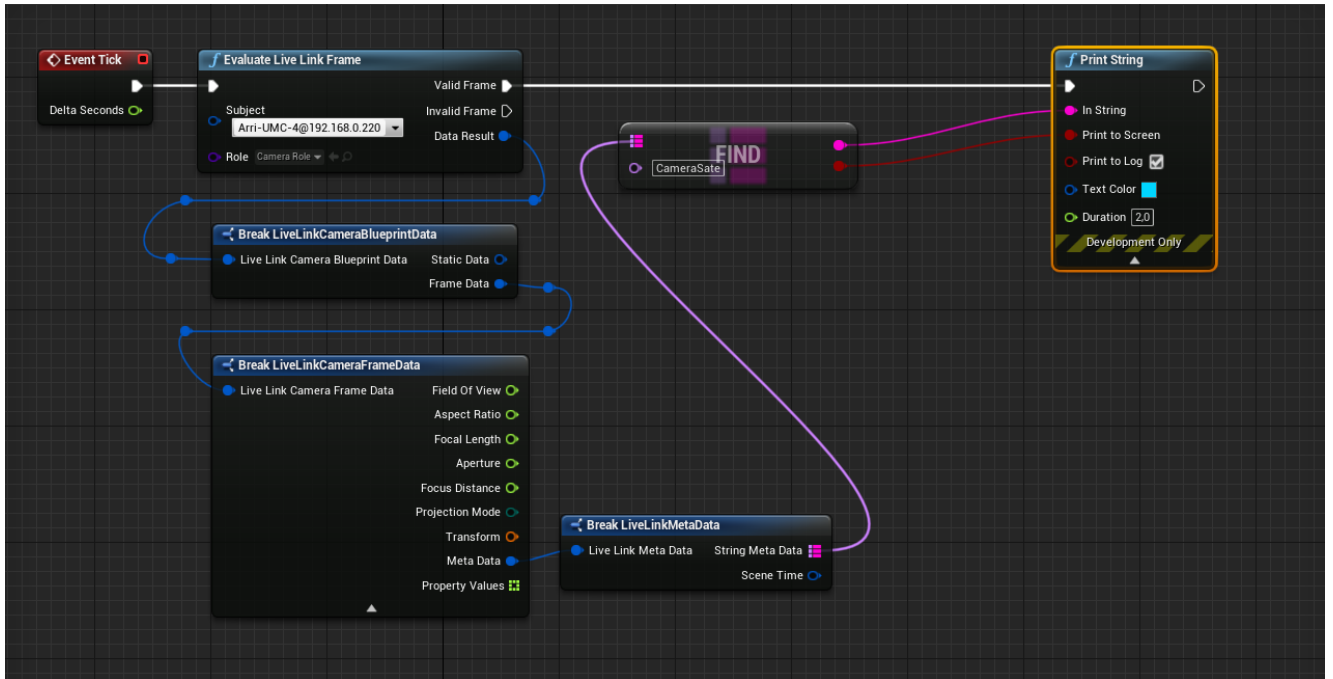 Event Tick
Delta Seconds
Evaluate Live Link Frame
Valid Frame
Subject
Invalid Frame
Arri-UMC-4@192.168.0.220
Data Result
Role Camera Role
Break LiveLinkCameraBlueprintData
Live Link Camera Blueprint Data Static Data
Frame Data
Break LiveLinkCameraFrameData
Live Link Camera Frame Data Field Of View
Aspect Ratio
Focal Length
Aperture
Focus Distance
Projection Mode
Transform
Meta Data
Property Values
Break LiveLinkMetaData
Live Link Meta Data String Meta Data
Scene Time
FIND
CameraSate
Print String
In String
Print to Screen
Print to Log
Text Color
Duration 2,0
Development Only